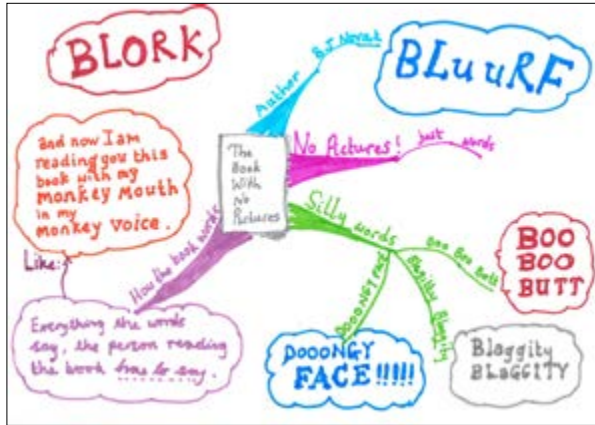 BLORK
BLuuRF
Author
BJ Novak
and now I am
reading you this
book with my
monkey Mouth
in my
monkey voice.
The
Book
With
No
Pictures
No Pictures!
just words
Silly words
Boo Boo Butt
BOO
BOO
BUTT
Blaggity Blaggity
Blaggity
BLaGGITY
DOOONGY FACE
DOOONGY
FACE!!!!!
How the book works
Like:
Everything the words
say, the person reading
the book has to say.